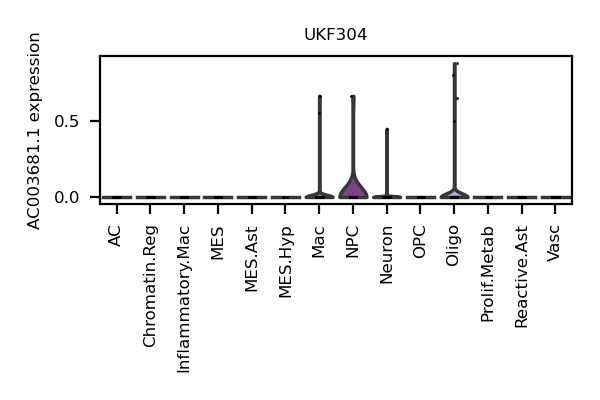 UKF304
AC003681.1 expression
0.5
0.0
AC
Chromatin.Reg
Inflammatory.Mac
MES
MES.Ast
MES.Hyp
Mac
NPC
Neuron
OPC
Oligo
Prolif.Metab
Reactive.Ast
Vasc